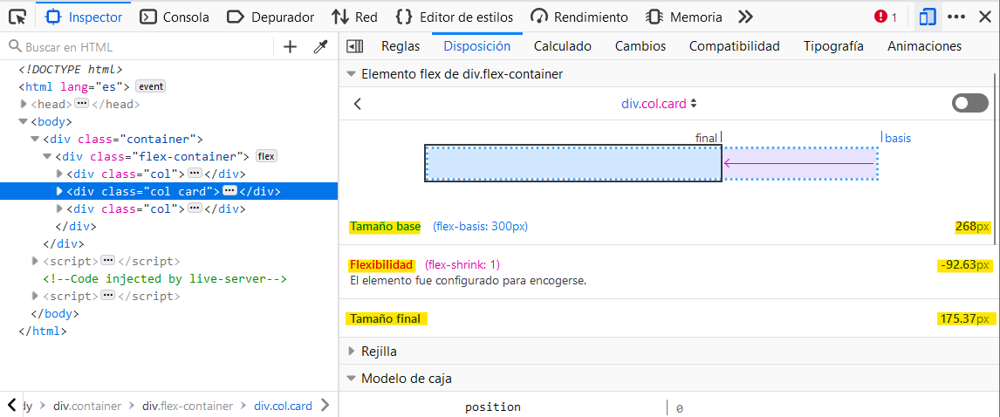 Inspector Consola Depurador Red Editor de estilos Rendimiento Memoria 1
Buscar en HTML
<!DOCTYPE html>
<html lang="es"> event
<head> </head>
<body>
<div class="container">
<div class="flex-container"> flex
<div class="col"> </div>
<div class="col card"> </div>
<div class="col"> </div>
</div>
</div>
<script> </script>
<!--Code injected by live-server-->
<script> </script>
</body>
</html>
dy div.container div.flex-container div.col.card
Reglas Disposición Calculado Cambios Compatibilidad Tipografía Animaciones
Elemento flex de div.flex-container
div.col.card
final basis
Tamaño base (flex-basis: 300px) 268px
Flexibilidad (flex-shrink: 1) -92.63px
El elemento fue configurado para encogerse.
Tamaño final 175.37px
Rejilla
Modelo de caja
position 0